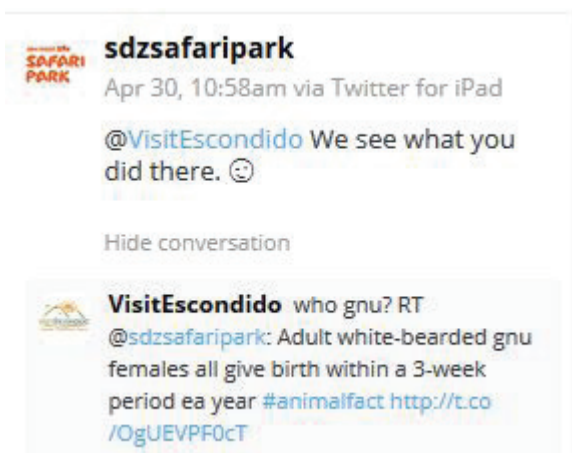 SAFARI
PARK
sdzsafaripark
Apr 30, 10:58am via Twitter for iPad
@VisitEscondido We see what you
did there.
Hide conversation
VisitEscondido who gnu? RT
@sdzsafaripark: Adult white-bearded gnu
females all give birth within a 3-week
period ea year #animalfact http://t.co
/OgUEVPF0cT